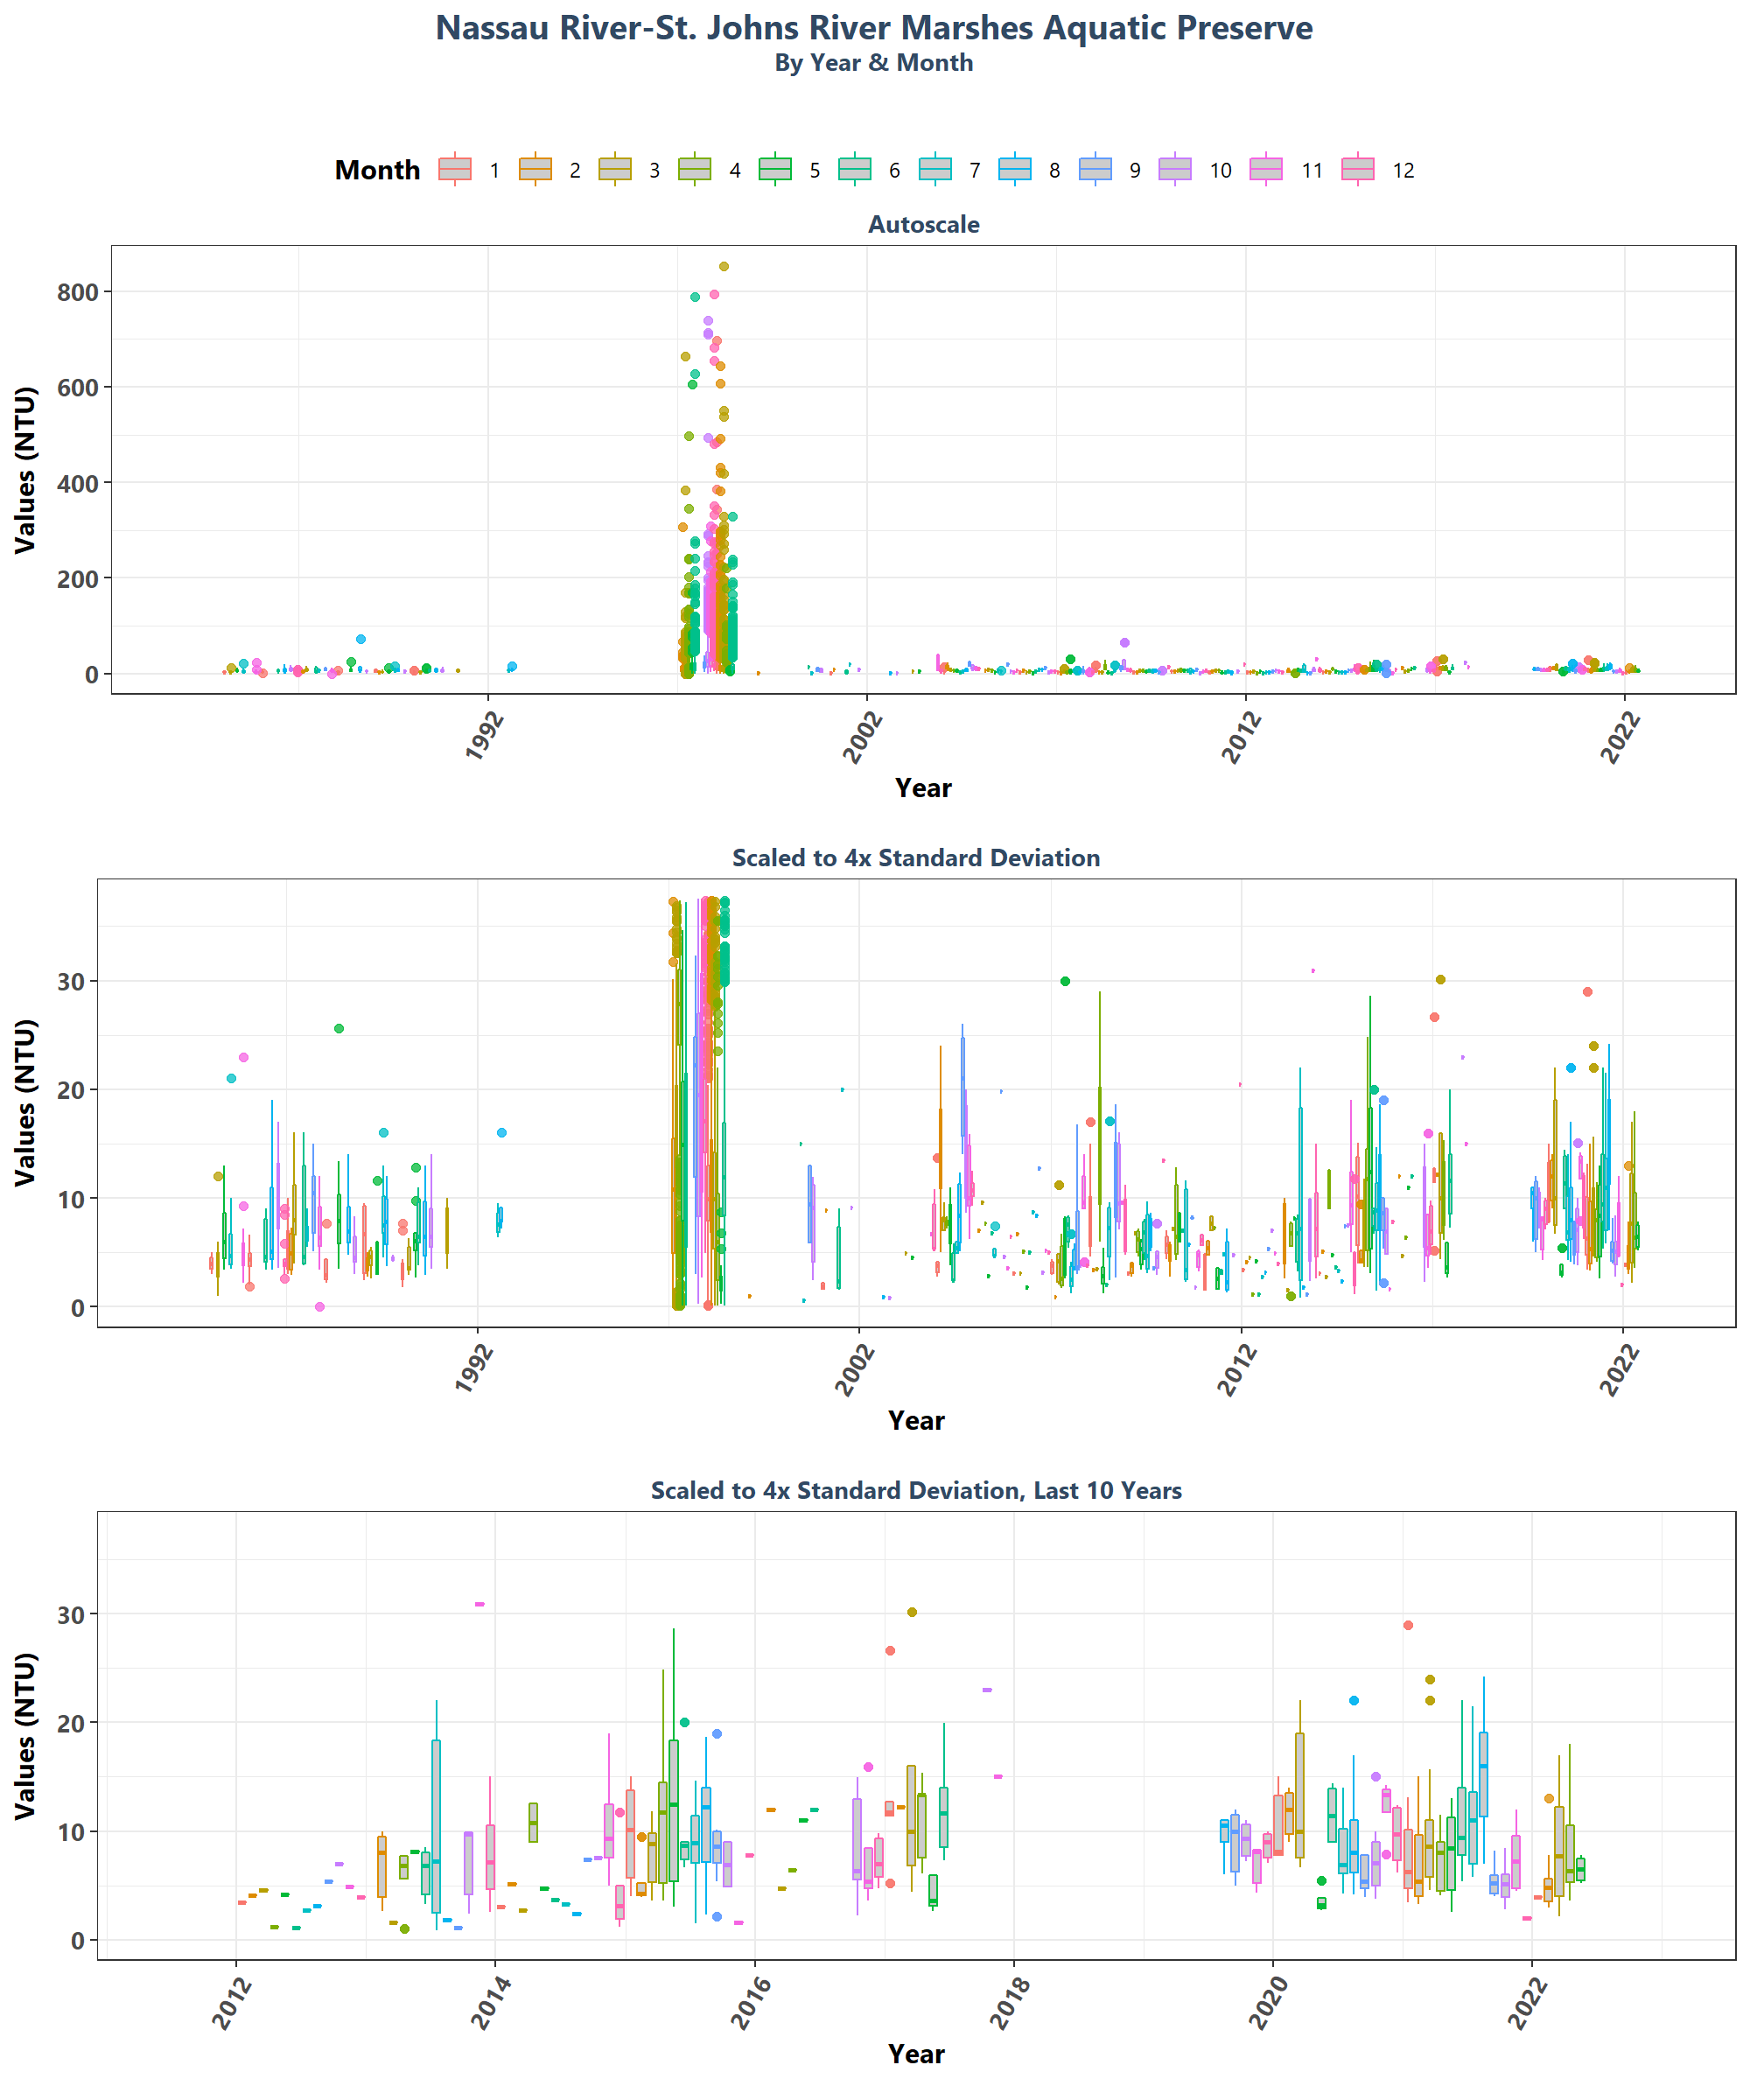 Nassau River-St. Johns River Marshes Aquatic Preserve
By Year & Month
Month 1 2 3 4 5 6 7 8 9 10 11 12
Autoscale
Values (NTU)
800
600
400
200
0
1992 2002 2012 2022
Year
Scaled to 4x Standard Deviation
Values (NTU)
30
20
10
0
1992 2002 2012 2022
Year
Scaled to 4x Standard Deviation, Last 10 Years
Values (NTU)
30
20
10
0
2012 2014 2016 2018 2020 2022
Year